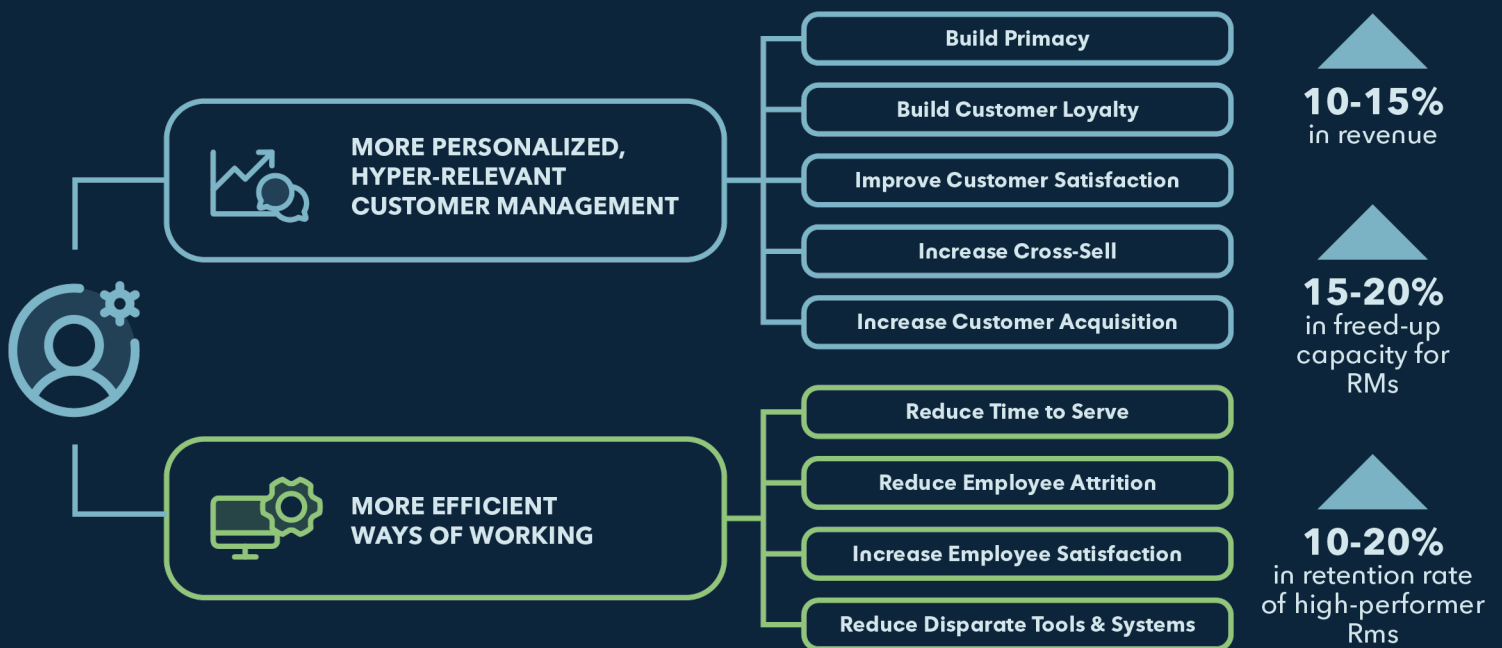 MORE PERSONALIZED,
HYPER-RELEVANT
CUSTOMER MANAGEMENT
Build Primacy
Build Customer Loyalty
Improve Customer Satisfaction
Increase Cross-Sell
Increase Customer Acquisition
MORE EFFICIENT
WAYS OF WORKING
Reduce Time to Serve
Reduce Employee Attrition
Increase Employee Satisfaction
Reduce Disparate Tools & Systems
10-15%
in revenue
15-20%
in freed-up
capacity for
RMs
10-20%
in retention rate
of high-performer
Rms